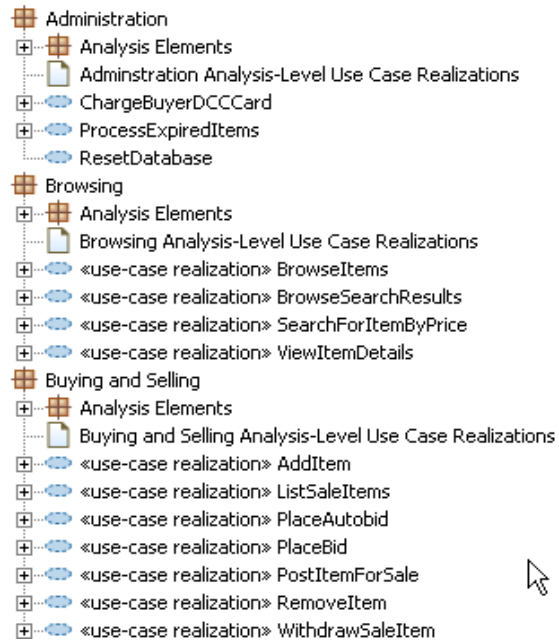 Administration
Analysis Elements
Adminstration Analysis-Level Use Case Realizations
ChargeBuyerDCCCard
ProcessExpiredItems
ResetDatabase
Browsing
Analysis Elements
Browsing Analysis-Level Use Case Realizations
«use-case realization» BrowseItems
«use-case realization» BrowseSearchResults
«use-case realization» SearchForItemByPrice
«use-case realization» ViewItemDetails
Buying and Selling
Analysis Elements
Buying and Selling Analysis-Level Use Case Realizations
«use-case realization» AddItem
«use-case realization» ListSaleItems
«use-case realization» PlaceAutobid
«use-case realization» PlaceBid
«use-case realization» PostItemForSale
«use-case realization» RemoveItem
«use-case realization» WithdrawSaleItem